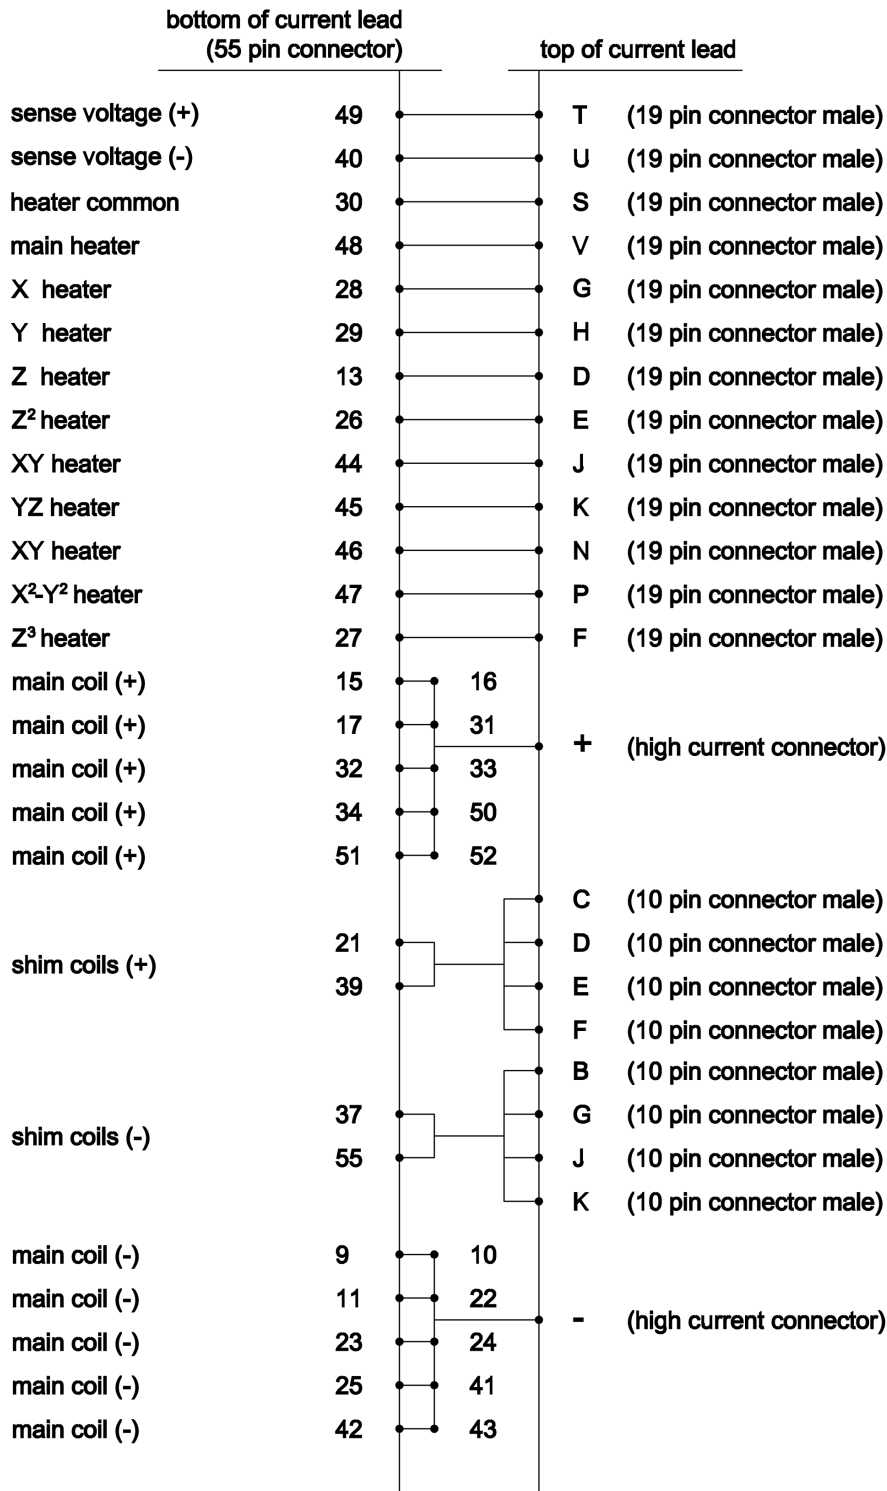 bottom of current lead
(55 pin connector)
top of current lead
sense voltage (+) 49 T (19 pin connector male)
sense voltage (-) 40 U (19 pin connector male)
heater common 30 S (19 pin connector male)
main heater 48 V (19 pin connector male)
X heater 28 G (19 pin connector male)
Y heater 29 H (19 pin connector male)
Z heater 13 D (19 pin connector male)
Z² heater 26 E (19 pin connector male)
XY heater 44 J (19 pin connector male)
YZ heater 45 K (19 pin connector male)
XY heater 46 N (19 pin connector male)
X²-Y² heater 47 P (19 pin connector male)
Z³ heater 27 F (19 pin connector male)
main coil (+) 15 16
main coil (+) 17 31
+ (high current connector)
main coil (+) 32 33
main coil (+) 34 50
main coil (+) 51 52
C (10 pin connector male)
21 D (10 pin connector male)
shim coils (+)
39 E (10 pin connector male)
F (10 pin connector male)
B (10 pin connector male)
37 G (10 pin connector male)
shim coils (-)
55 J (10 pin connector male)
K (10 pin connector male)
main coil (-) 9 10
main coil (-) 11 22
- (high current connector)
main coil (-) 23 24
main coil (-) 25 41
main coil (-) 42 43